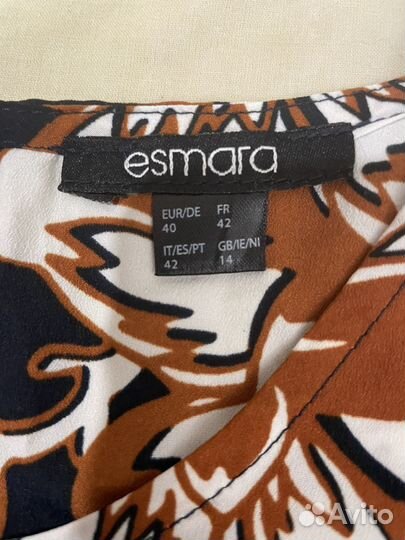 esmara
EUR/DE FR
40 42
IT/ES/PT GB/IE/NI
42 14
Avito